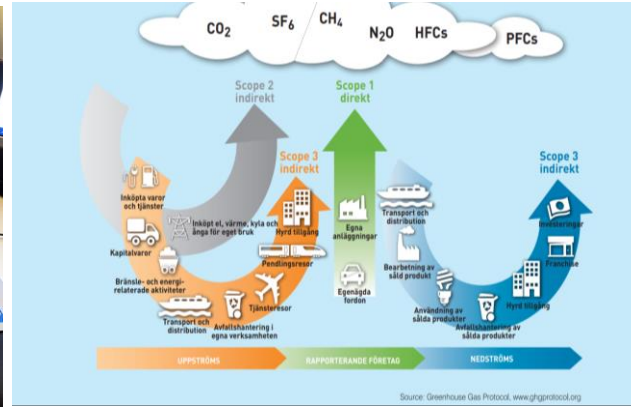 CO2
SF6
CH4
N2O
HFCs
PFCs
Scope 2
indirekt
Scope 1
direkt
Scope 3
indirekt
Scope 3
indirekt
Inköpta varor
och tjänster
Kapitalvaror
Bränsle- och energi-
relaterade aktiviteter
Transport och
distribution
Avfallshantering i
egna verksamheten
Tjänsteresor
Pendlingsresor
Hyrd tillgång
Inköpt el, värme, kyla och
ånga för eget bruk
Egna
anläggningar
Egenägda
fordon
Transport och
distribution
Bearbetning av
såld produkt
Användning av
sålda produkter
Avfallshantering av
sålda produkter
Hyrd tillgång
Franchise
Investeringar
UPPSTRÖMS
RAPPORTERANDE FÖRETAG
NEDSTRÖMS
Source: Greenhouse Gas Protocol, www.ghgprotocol.org